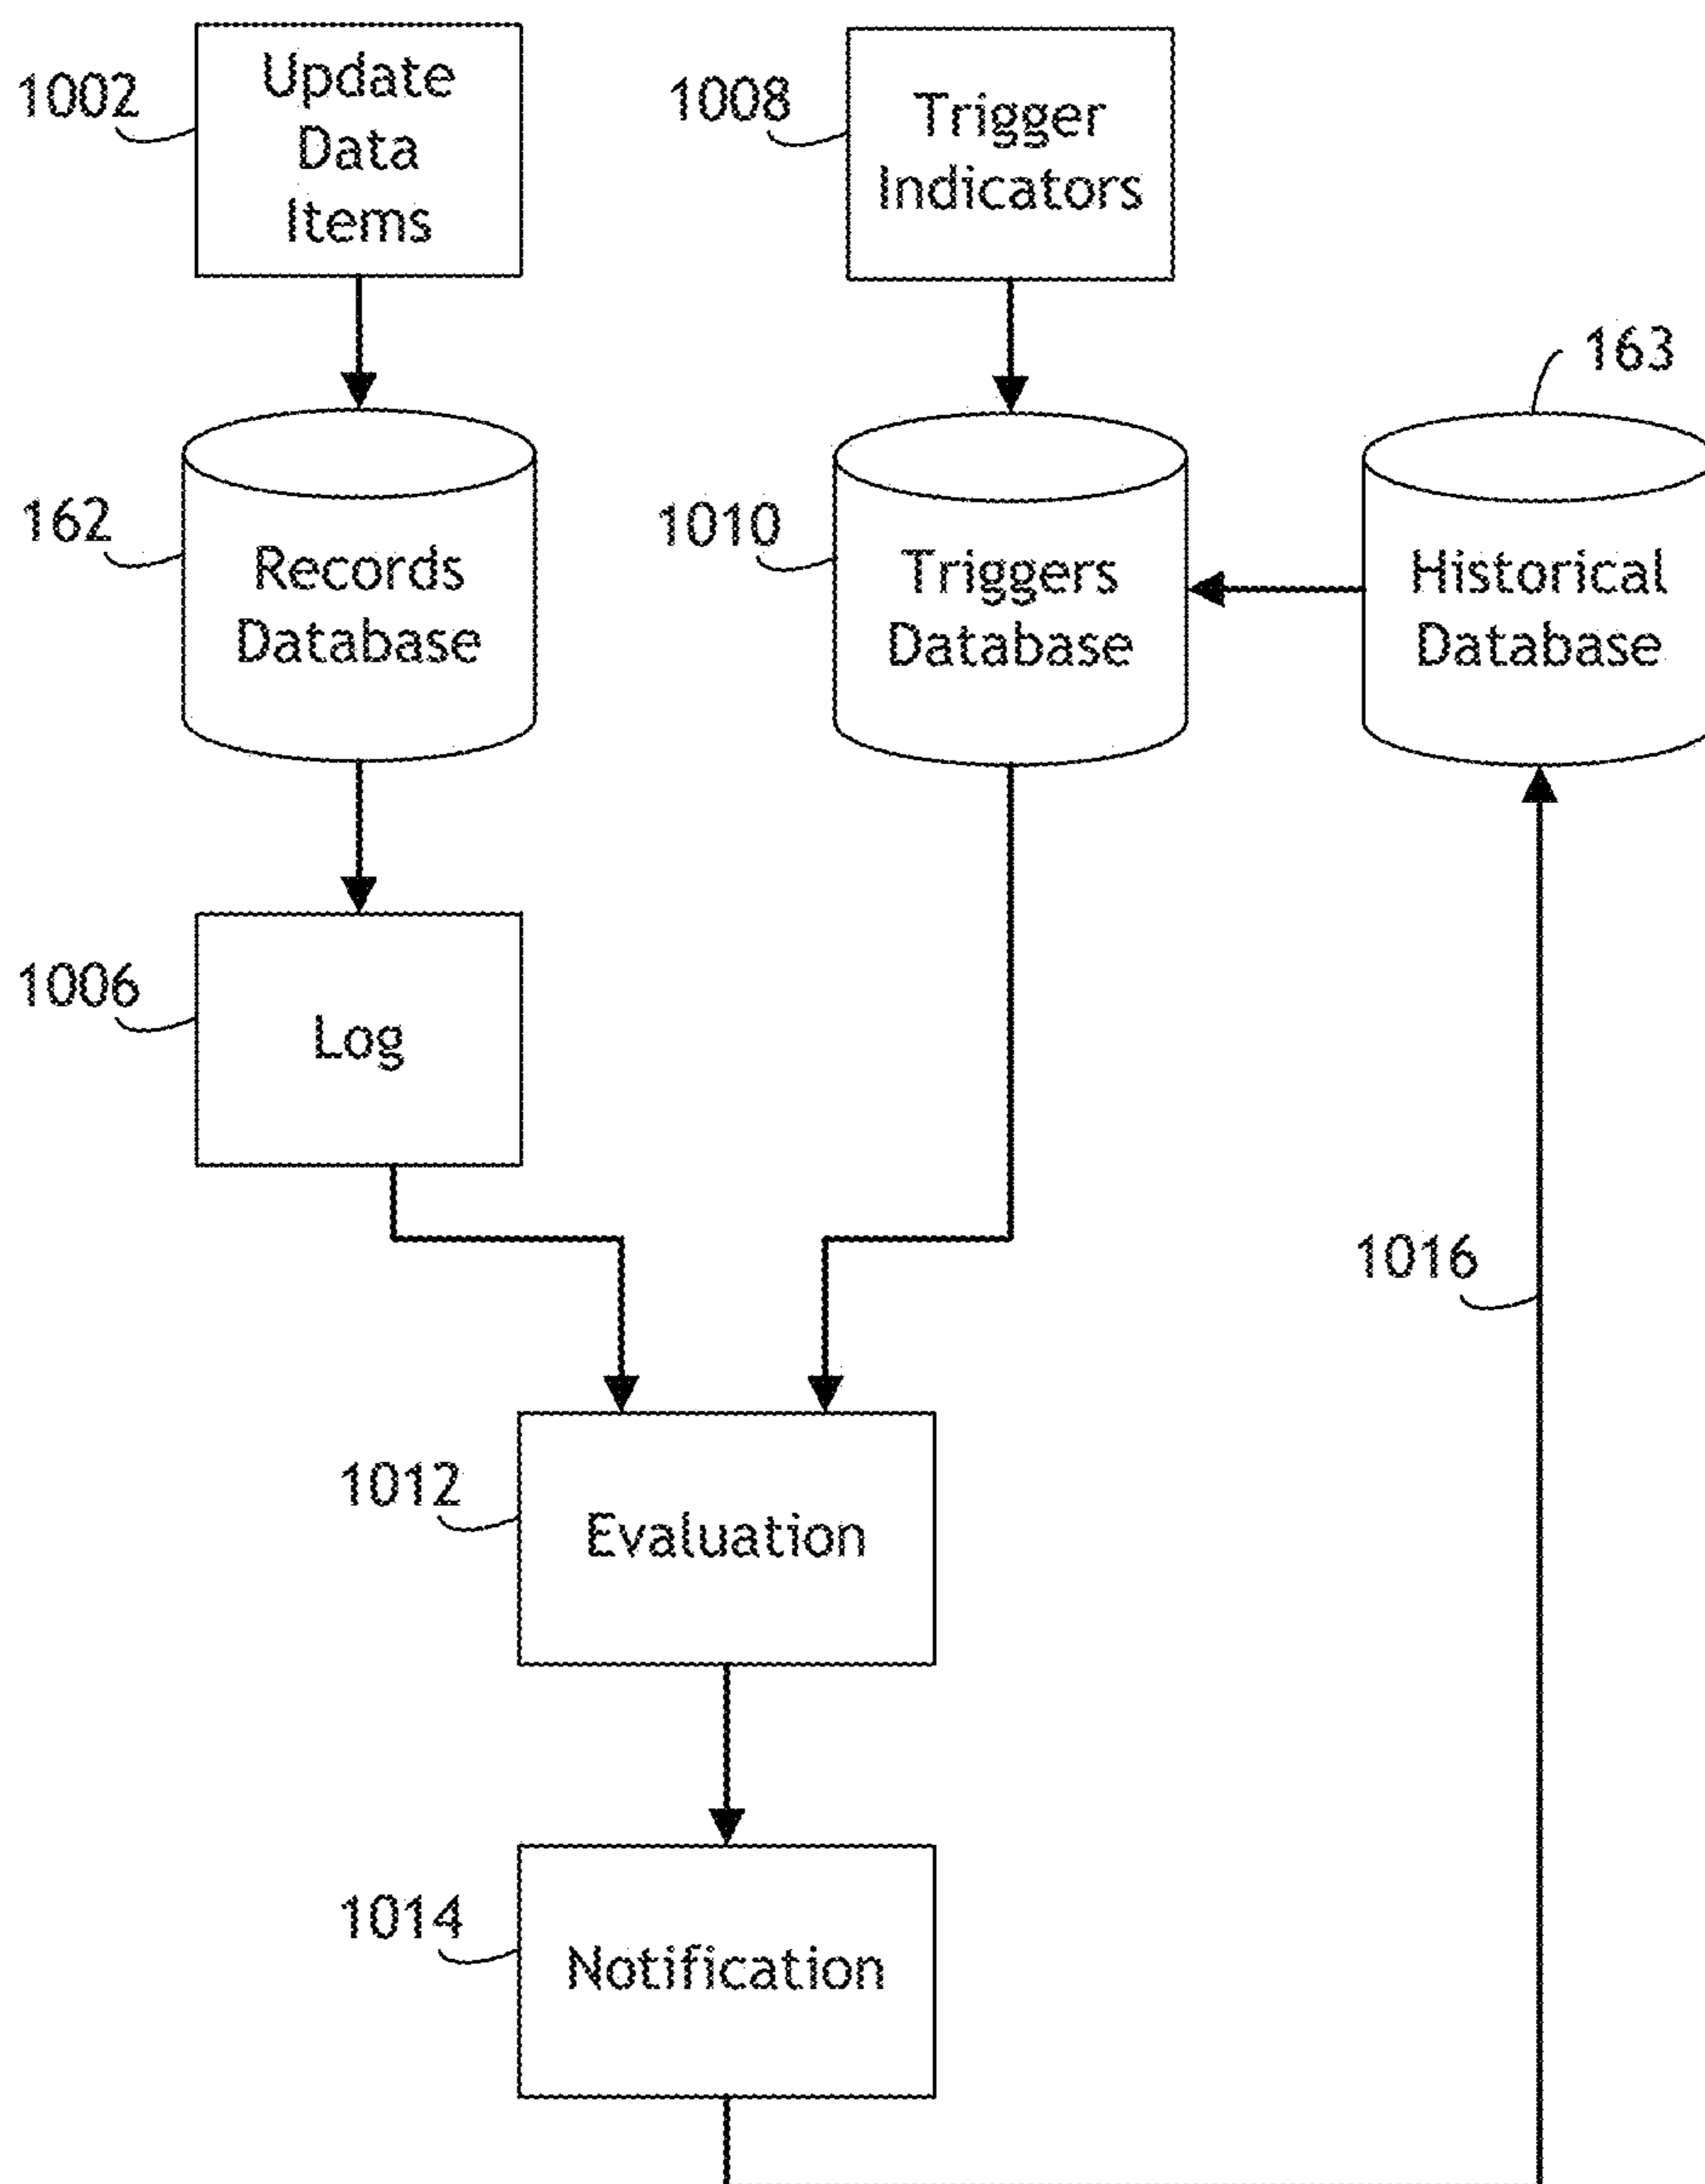 1002
Update
Data
Items
1008
Trigger
Indicators
163
162
Records
Database
1010
Triggers
Database
Historical
Database
1006
Log
1016
1012
Evaluation
1014
Notification